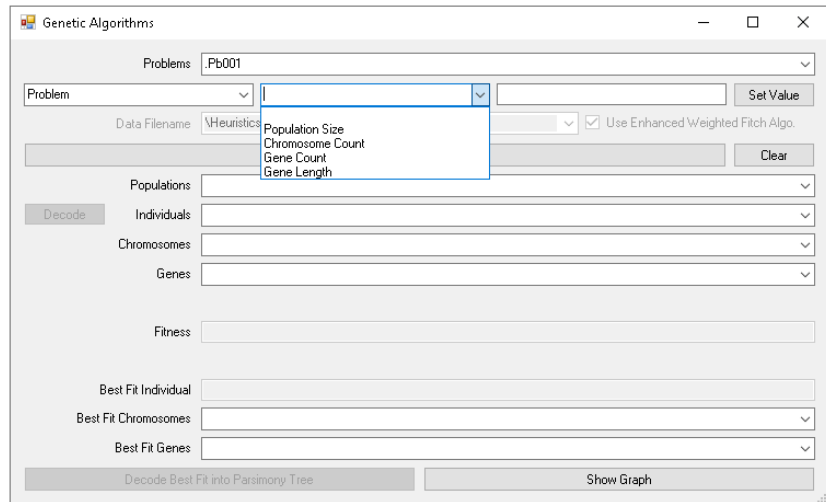 Genetic Algorithms
Problems .Pb001
Problem Set Value
Data Filename \Heuristics Use Enhanced Weighted Fitch Algo.
Population Size
Chromosome Count
Gene Count
Gene Length
Clear
Populations
Decode Individuals
Chromosomes
Genes
Fitness
Best Fit Individual
Best Fit Chromosomes
Best Fit Genes
Decode Best Fit into Parsimony Tree Show Graph